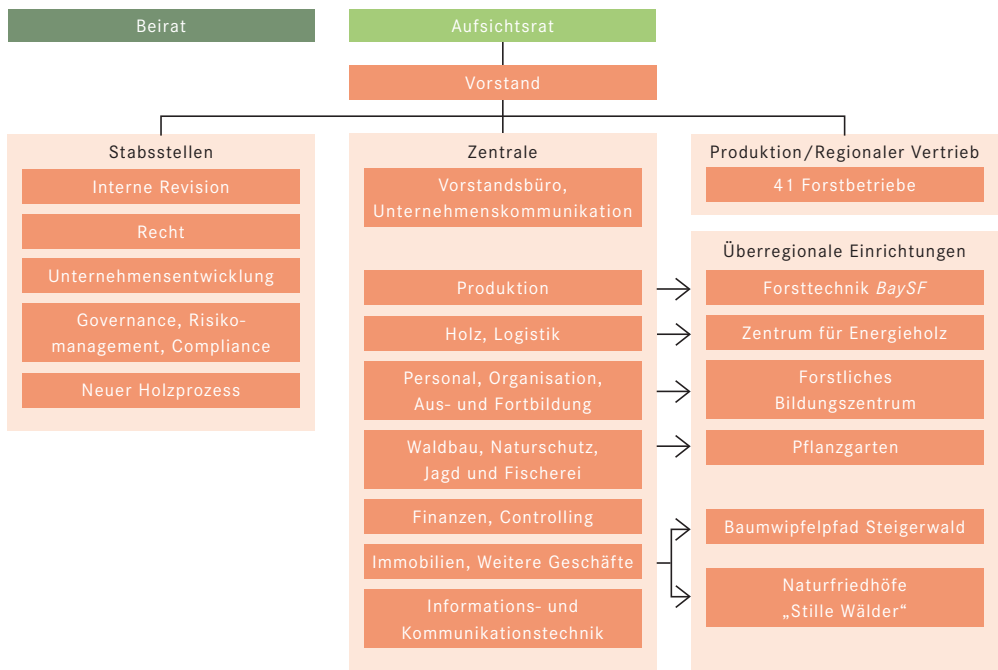 Beirat
Aufsichtsrat
Vorstand
Stabsstellen
Interne Revision
Recht
Unternehmensentwicklung
Governance, Risiko-
management, Compliance
Neuer Holzprozess
Zentrale
Vorstandsbüro,
Unternehmenskommunikation
Produktion
Holz, Logistik
Personal, Organisation,
Aus- und Fortbildung
Waldbau, Naturschutz,
Jagd und Fischerei
Finanzen, Controlling
Immobilien, Weitere Geschäfte
Informations- und
Kommunikationstechnik
Produktion/Regionaler Vertrieb
41 Forstbetriebe
Überregionale Einrichtungen
Forsttechnik BaySF
Zentrum für Energieholz
Forstliches
Bildungszentrum
Pflanzgarten
Baumwipfelpfad Steigerwald
Naturfriedhöfe
„Stille Wälder“